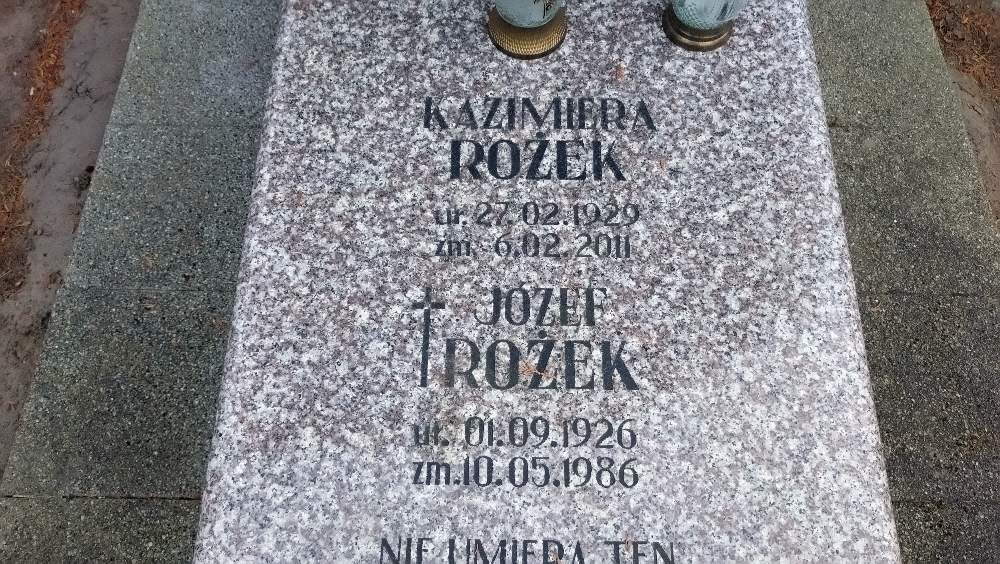 KAZIMIERA
ROŻEK
ur. 27.02.1929
zm. 6.02.2011
JÓZEF
ROŻEK
ur. 01.09.1926
zm.10.05.1986
NIE UMIERA TEN